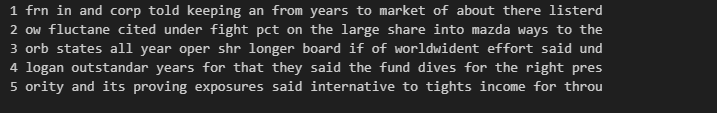 1 frn in and corp told keeping an from years to market of about there listerd
2 ow fluctane cited under fight pct on the large share into mazda ways to the
3 orb states all year oper shr longer board if of worldwident effort said und
4 logan outstandar years for that they said the fund dives for the right pres
5 ority and its proving exposures said internative to tights income for throu